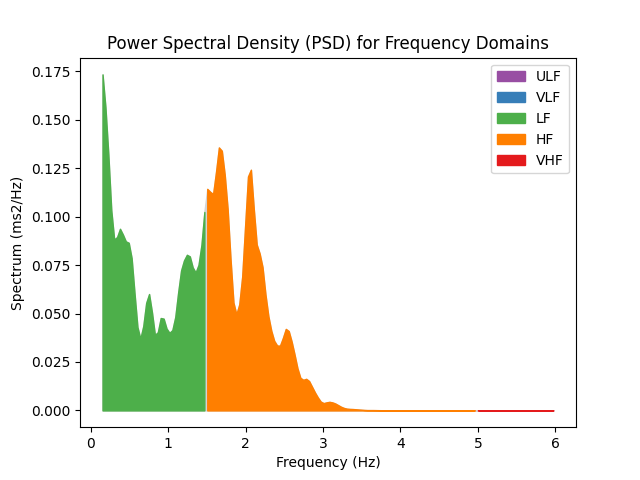 Power Spectral Density (PSD) for Frequency Domains
Spectrum (ms2/Hz)
0.175
0.150
0.125
0.100
0.075
0.050
0.025
0.000
ULF
VLF
LF
HF
VHF
0 1 2 3 4 5 6
Frequency (Hz)